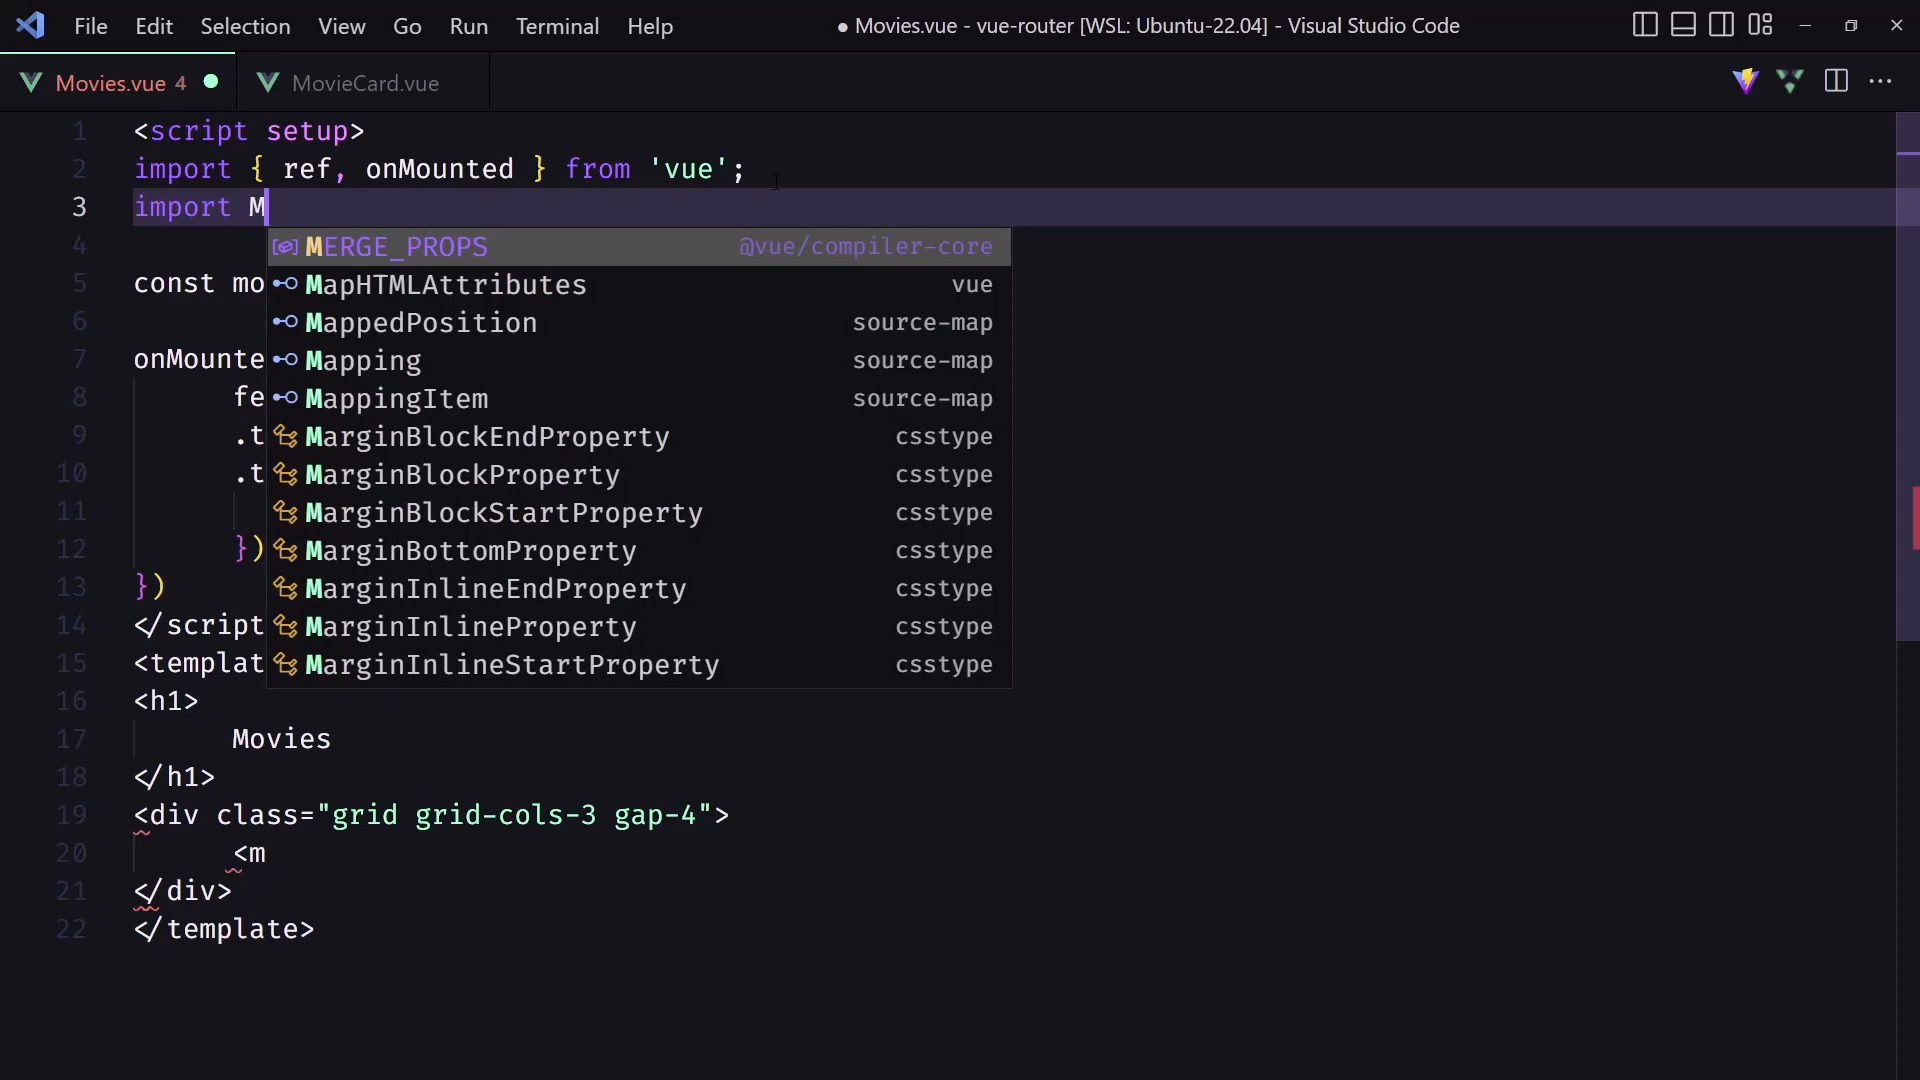 File Edit Selection View Go Run Terminal Help ● Movies.vue - vue-router [WSL: Ubuntu-22.04] - Visual Studio Code
Movies.vue 4 MovieCard.vue
1 <script setup>
2 import { ref, onMounted } from 'vue';
3 import M
4 MERGE_PROPS @vue/compiler-core
5 const mo MapHTMLAttributes vue
6 MappedPosition source-map
7 onMounte Mapping source-map
8 fe MappingItem source-map
9 .t MarginBlockEndProperty csstype
10 .t MarginBlockProperty csstype
11 MarginBlockStartProperty csstype
12 }) MarginBottomProperty csstype
13 }) MarginInlineEndProperty csstype
14 </script MarginInlineProperty csstype
15 <templat MarginInlineStartProperty csstype
16 <h1>
17 Movies
18 </h1>
19 <div class="grid grid-cols-3 gap-4">
20 <m
21 </div>
22 </template>